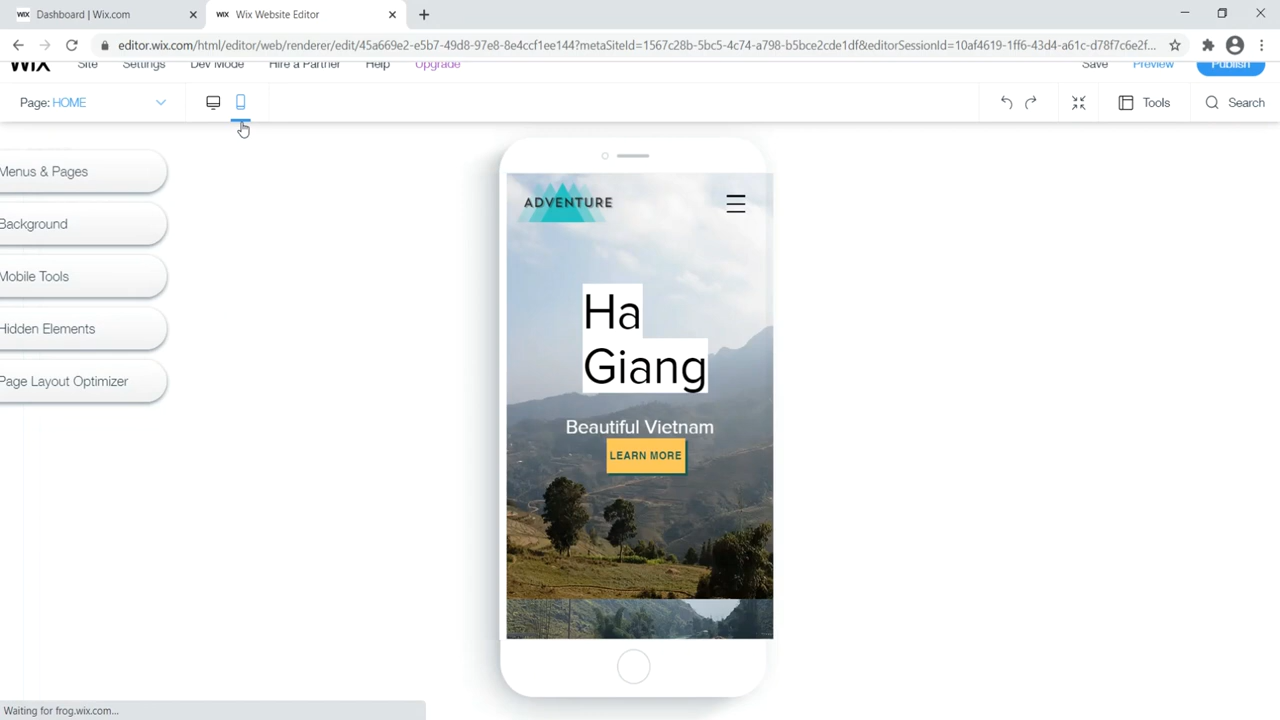 WIX Dashboard | Wix.com
WIX Wix Website Editor
editor.wix.com/html/editor/web/renderer/edit/45a669e2-e5b7-49d8-97e8-8e4ccf1ee144?metaSiteId=1567c28b-5bc5-4c74-a798-b5bce2cde1df&editorSessionId=10af4619-1ff6-43d4-a61c-d78f7c6e2f...
WIX Site Settings Dev Mode Hire a Partner Help Upgrade Save Preview Publish
Page: HOME Tools Search
Menus & Pages
Background
Mobile Tools
Hidden Elements
Page Layout Optimizer
ADVENTURE
Ha
Giang
Beautiful Vietnam
LEARN MORE
Waiting for frog.wix.com...